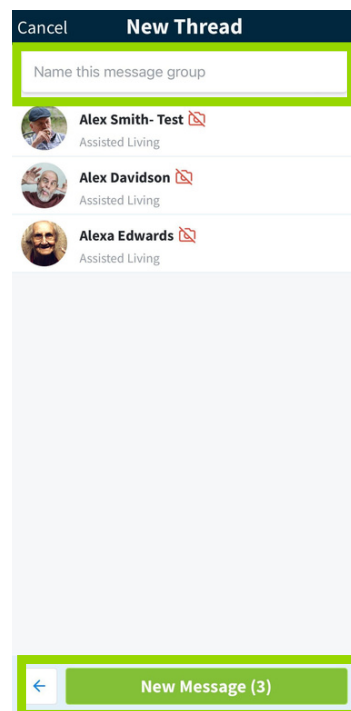 Cancel New Thread
Name this message group
Alex Smith- Test
Assisted Living
Alex Davidson
Assisted Living
Alexa Edwards
Assisted Living
New Message (3)